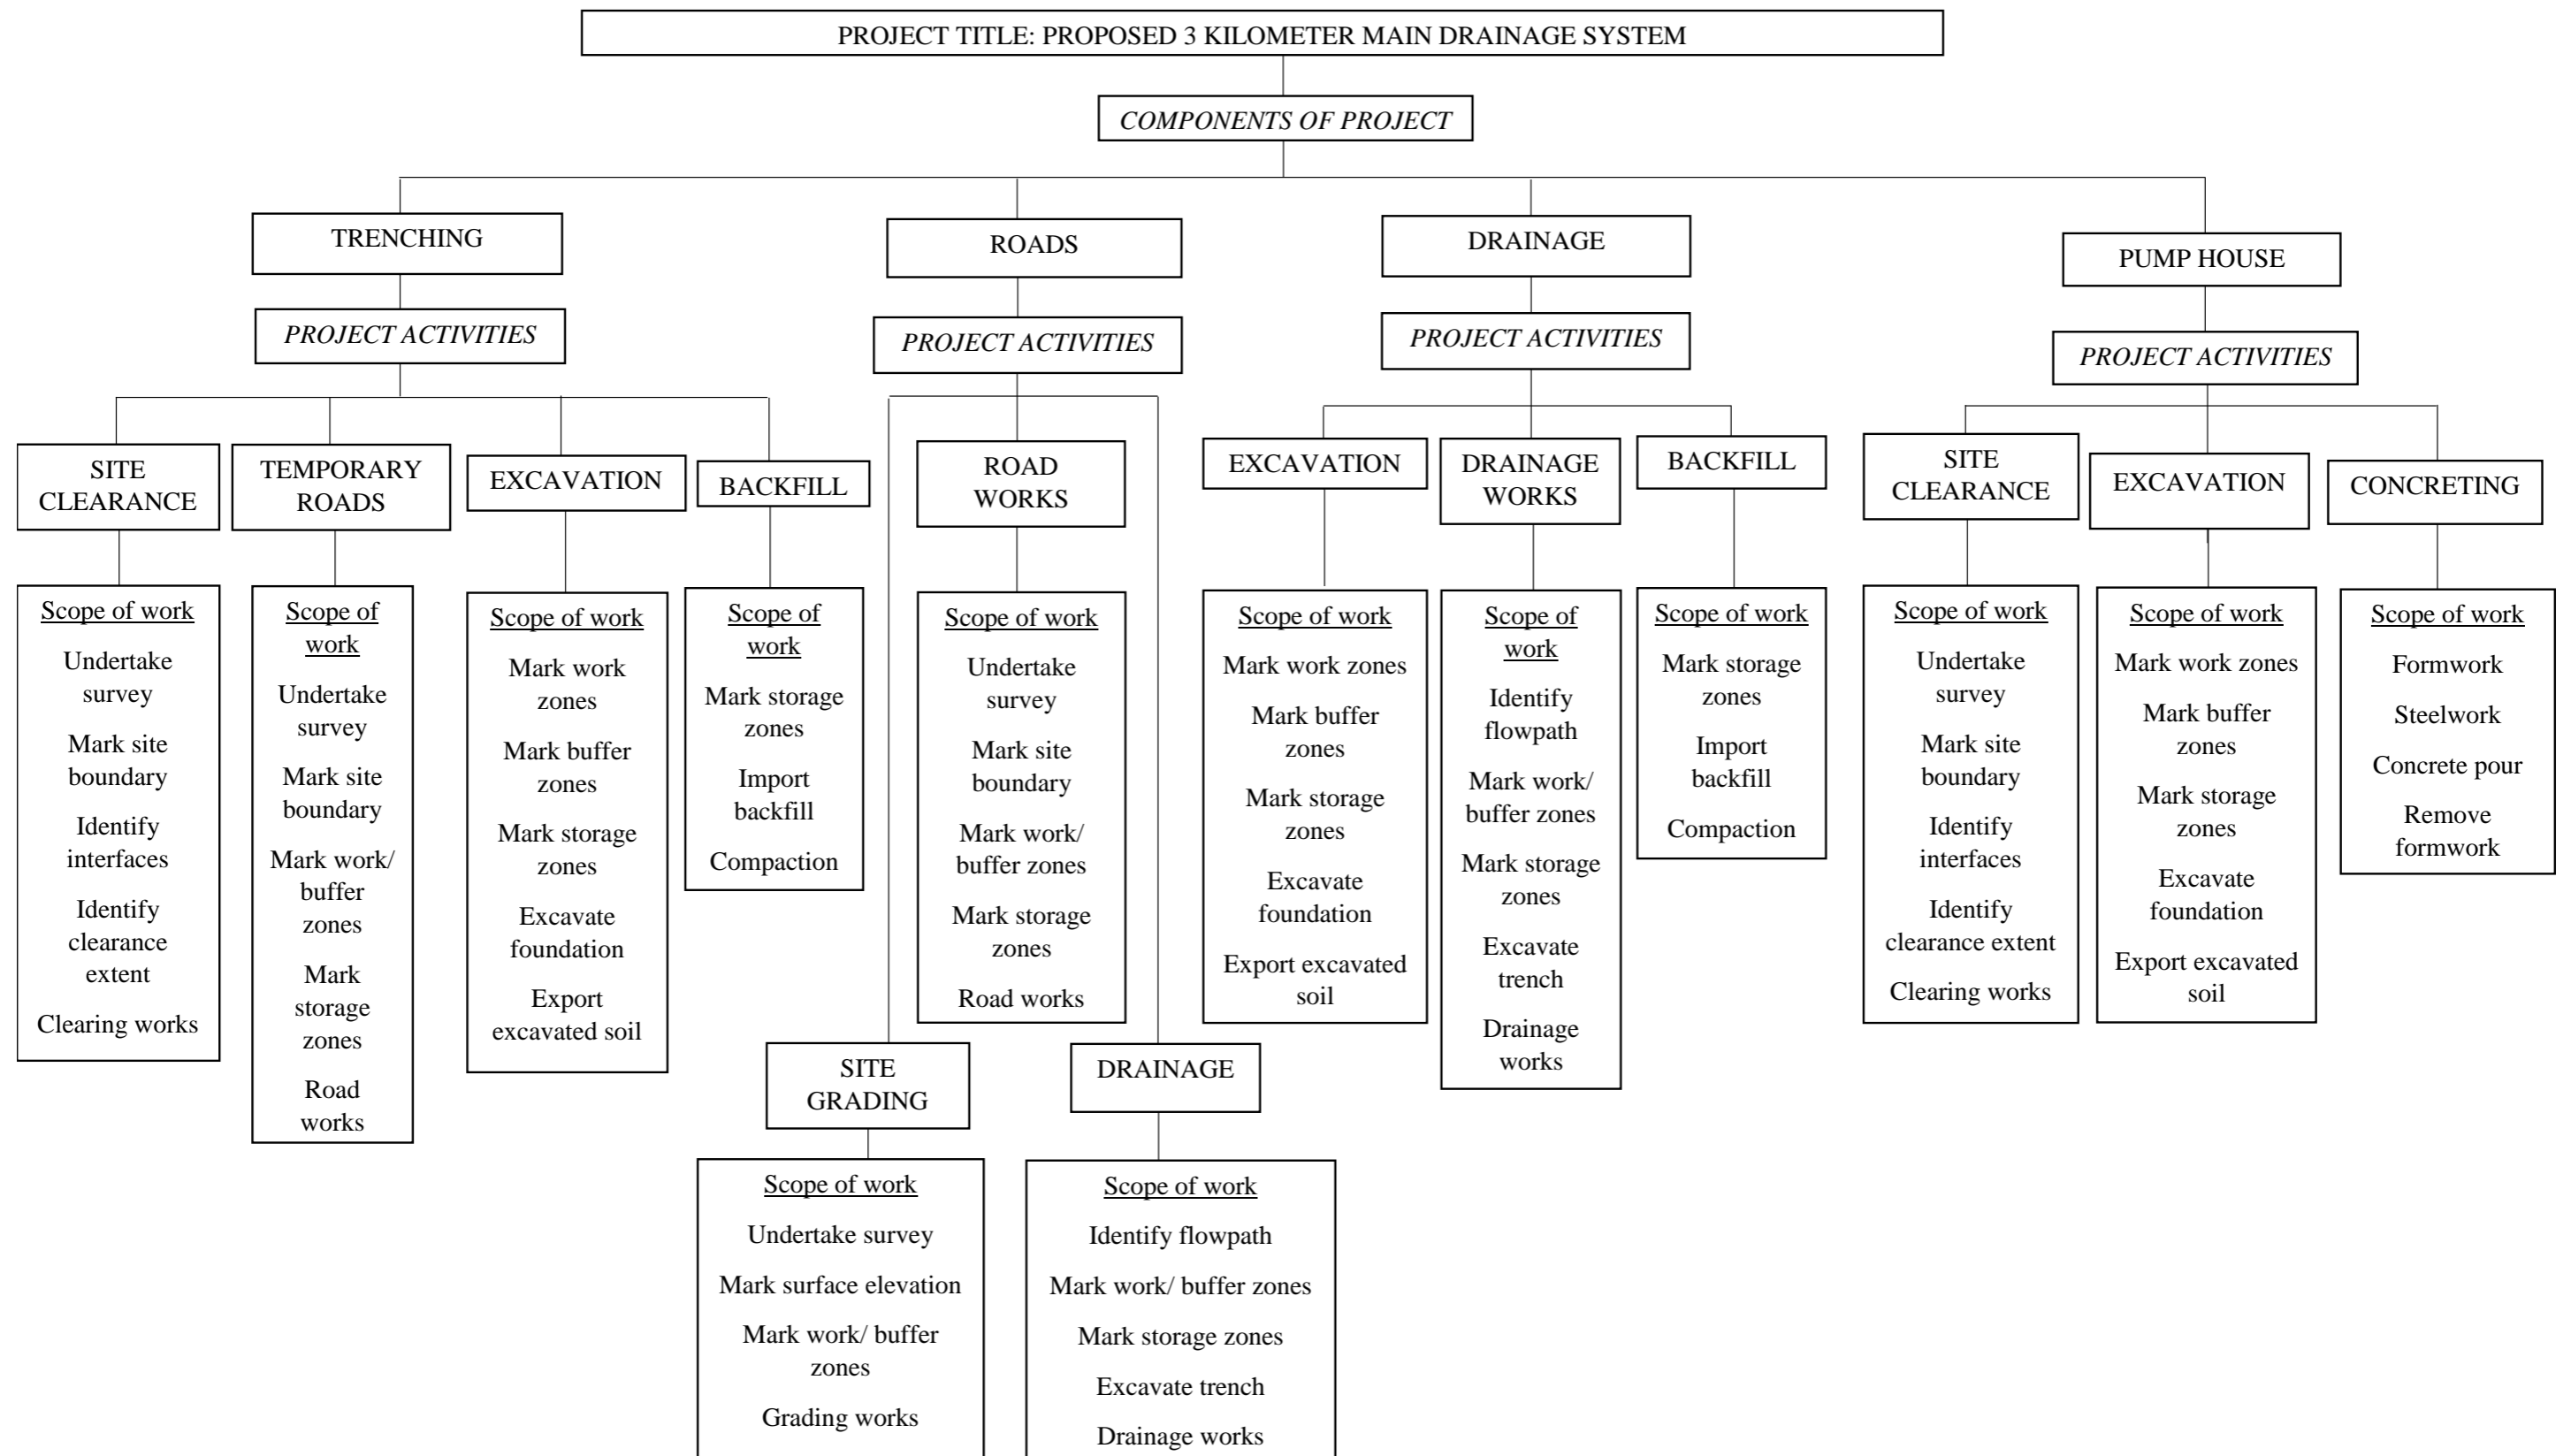 PROJECT TITLE: PROPOSED 3 KILOMETER MAIN DRAINAGE SYSTEM
COMPONENTS OF PROJECT
TRENCHING
PROJECT ACTIVITIES
SITE
CLEARANCE
Scope of work
Undertake
survey
Mark site
boundary
Identify
interfaces
Identify
clearance
extent
Clearing works
TEMPORARY
ROADS
Scope of
work
Undertake
survey
Mark site
boundary
Mark work/
buffer
zones
Mark
storage
zones
Road
works
EXCAVATION
Scope of work
Mark work
zones
Mark buffer
zones
Mark storage
zones
Excavate
foundation
Export
excavated soil
BACKFILL
Scope of
work
Mark storage
zones
Import
backfill
Compaction
ROADS
PROJECT ACTIVITIES
SITE
GRADING
Scope of work
Undertake survey
Mark surface elevation
Mark work/ buffer
zones
Grading works
ROAD
WORKS
Scope of work
Undertake
survey
Mark site
boundary
Mark work/
buffer zones
Mark storage
zones
Road works
DRAINAGE
Scope of work
Identify flowpath
Mark work/ buffer zones
Mark storage zones
Excavate trench
Drainage works
DRAINAGE
PROJECT ACTIVITIES
EXCAVATION
Scope of work
Mark work zones
Mark buffer
zones
Mark storage
zones
Excavate
foundation
Export excavated
soil
DRAINAGE
WORKS
Scope of
work
Identify
flowpath
Mark work/
buffer zones
Mark storage
zones
Excavate
trench
Drainage
works
BACKFILL
Scope of work
Mark storage
zones
Import
backfill
Compaction
PUMP HOUSE
PROJECT ACTIVITIES
SITE
CLEARANCE
Scope of work
Undertake
survey
Mark site
boundary
Identify
interfaces
Identify
clearance extent
Clearing works
EXCAVATION
Scope of work
Mark work zones
Mark buffer
zones
Mark storage
zones
Excavate
foundation
Export excavated
soil
CONCRETING
Scope of work
Formwork
Steelwork
Concrete pour
Remove
formwork